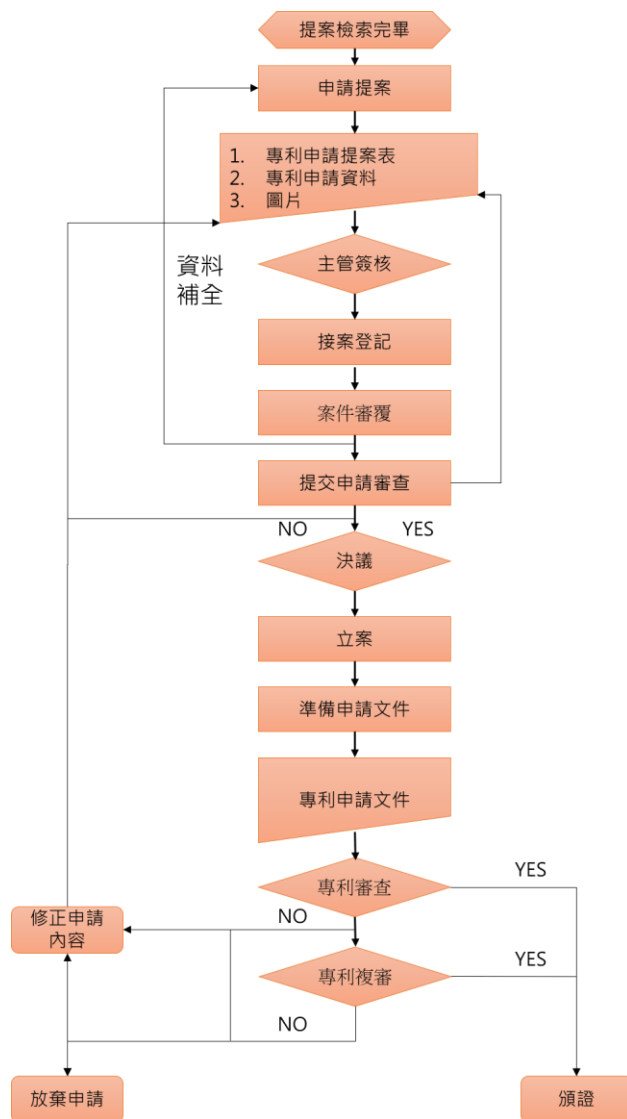 提案檢索完畢
申請提案
1. 專利申請提案表
2. 專利申請資料
3. 圖片
資料
補全
主管簽核
接案登記
案件審覆
提交申請審查
NO
YES
決議
立案
準備申請文件
專利申請文件
專利審查
YES
修正申請
內容
NO
專利複審
YES
NO
放棄申請
頒證